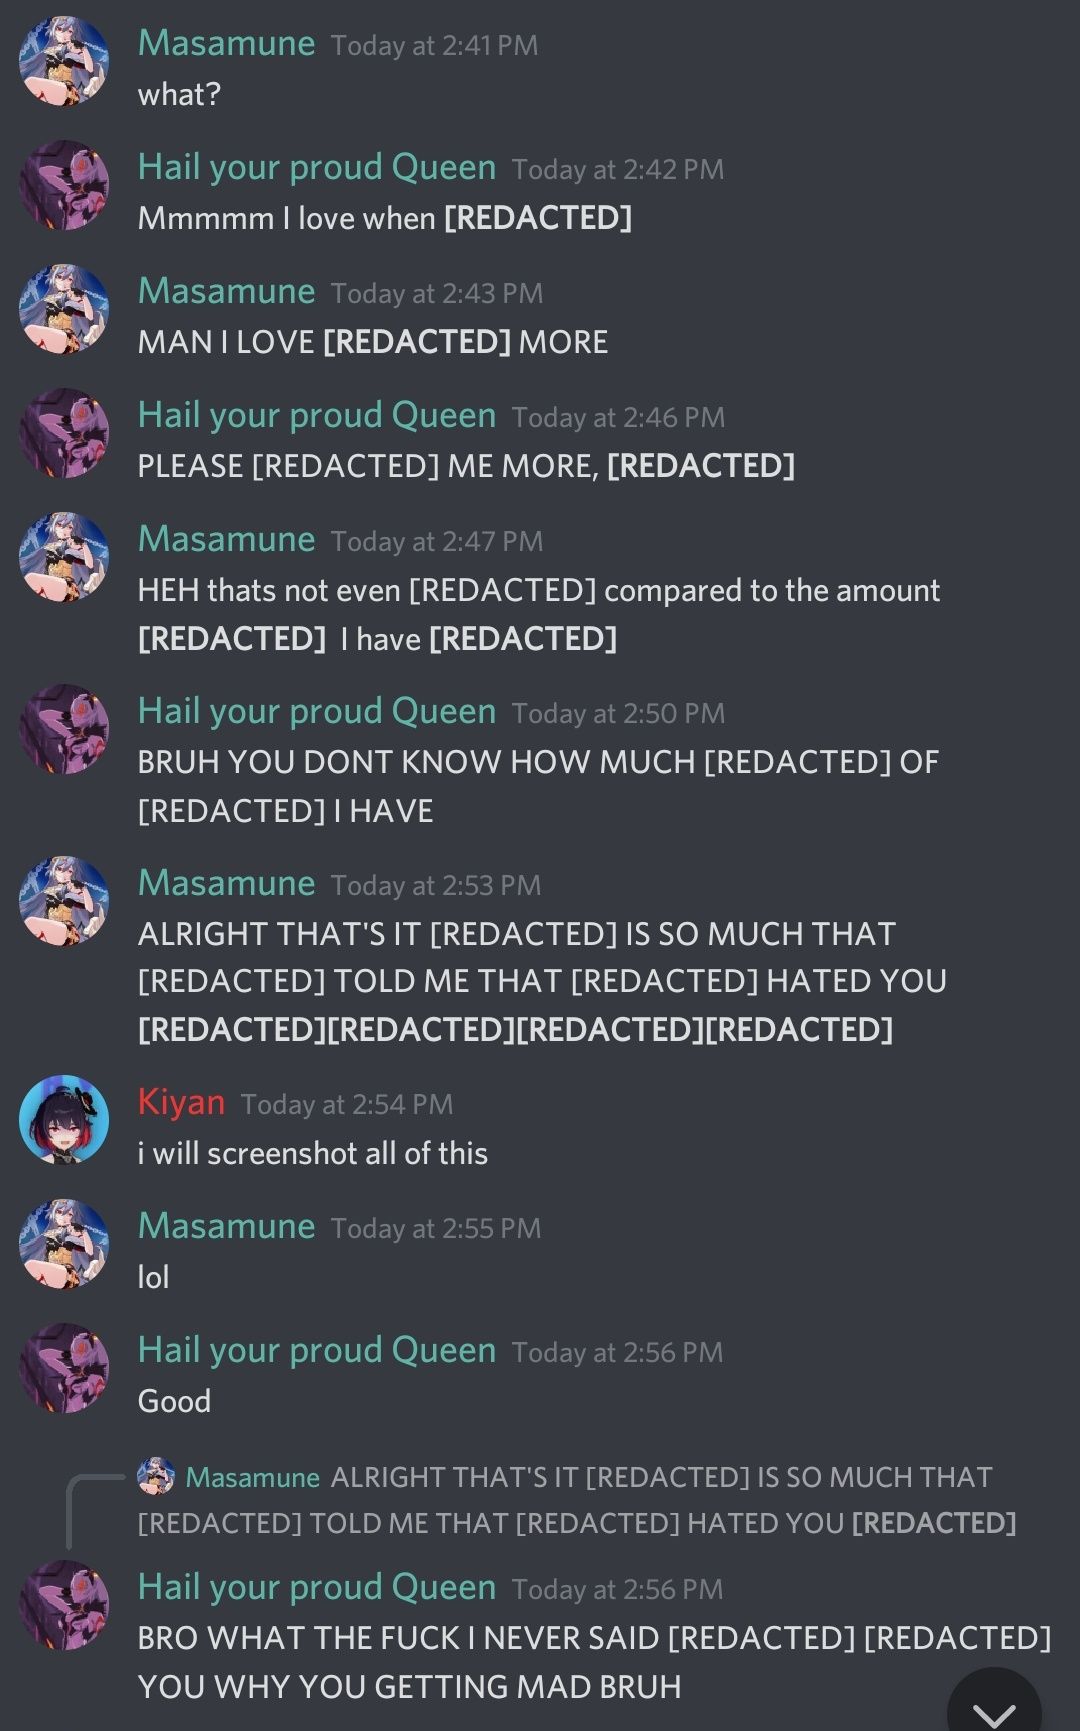 Masamune Today at 2:41 PM
what?
Hail your proud Queen Today at 2:42 PM
Mmmmm I love when [REDACTED]
Masamune Today at 2:43 PM
MAN I LOVE [REDACTED] MORE
Hail your proud Queen Today at 2:46 PM
PLEASE [REDACTED] ME MORE, [REDACTED]
Masamune Today at 2:47 PM
HEH thats not even [REDACTED] compared to the amount
[REDACTED] I have [REDACTED]
Hail your proud Queen Today at 2:50 PM
BRUH YOU DONT KNOW HOW MUCH [REDACTED] OF
[REDACTED] I HAVE
Masamune Today at 2:53 PM
ALRIGHT THAT'S IT [REDACTED] IS SO MUCH THAT
[REDACTED] TOLD ME THAT [REDACTED] HATED YOU
[REDACTED][REDACTED][REDACTED][REDACTED]
Kiyan Today at 2:54 PM
i will screenshot all of this
Masamune Today at 2:55 PM
lol
Hail your proud Queen Today at 2:56 PM
Good
Masamune ALRIGHT THAT'S IT [REDACTED] IS SO MUCH THAT
[REDACTED] TOLD ME THAT [REDACTED] HATED YOU [REDACTED]
Hail your proud Queen Today at 2:56 PM
BRO WHAT THE FUCK I NEVER SAID [REDACTED] [REDACTED]
YOU WHY YOU GETTING MAD BRUH